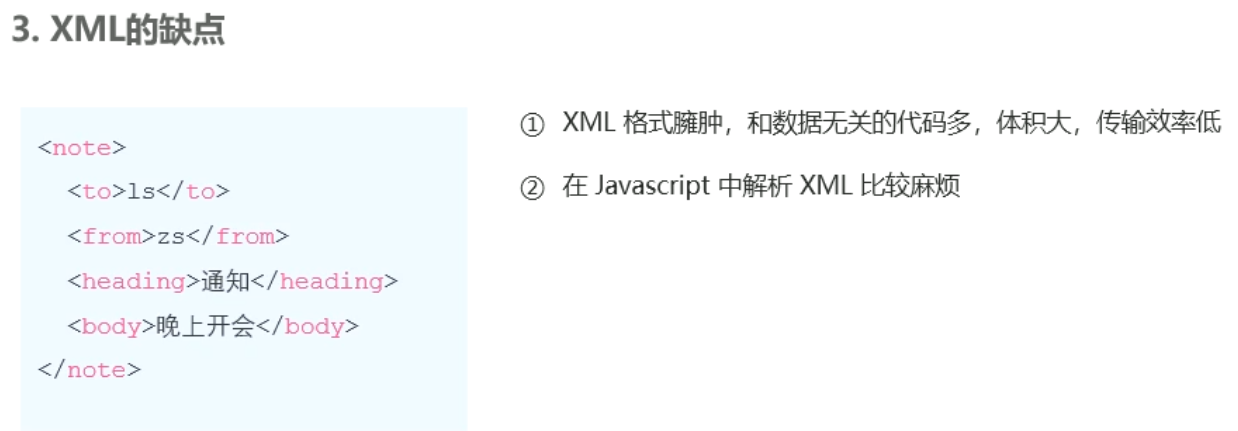 3. XML的缺点
<note>
<to>ls</to>
<from>zs</from>
<heading>通知</heading>
<body>晚上开会</body>
</note>
① XML 格式臃肿，和数据无关的代码多，体积大，传输效率低
② 在 Javascript 中解析 XML 比较麻烦